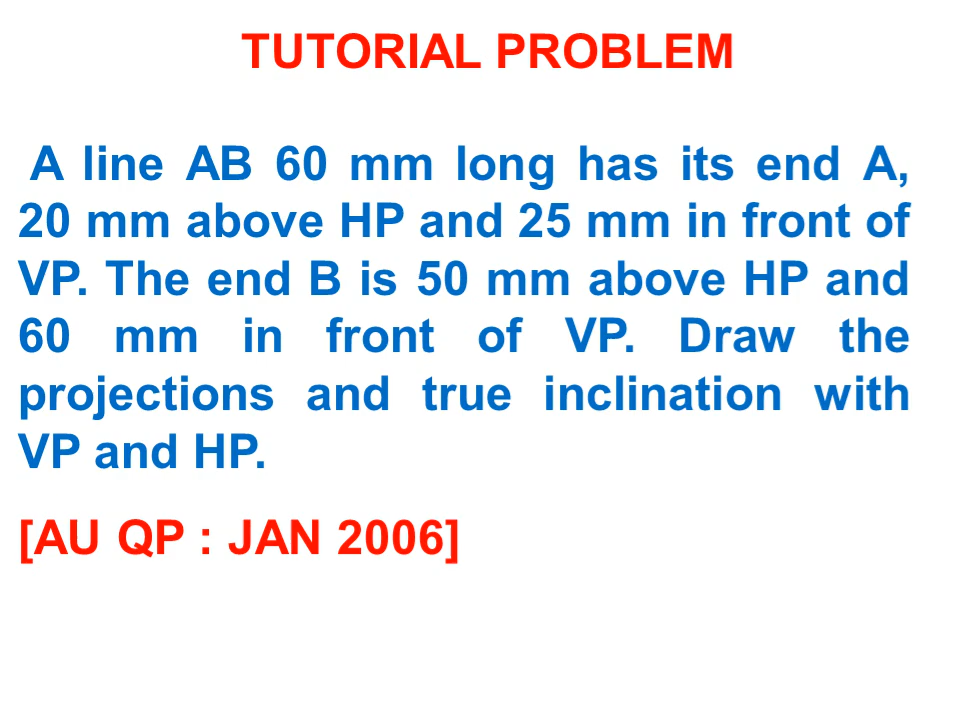 TUTORIAL PROBLEM
A line AB 60 mm long has its end A,
20 mm above HP and 25 mm in front of
VP. The end B is 50 mm above HP and
60 mm in front of VP. Draw the
projections and true inclination with
VP and HP.
[AU QP : JAN 2006]